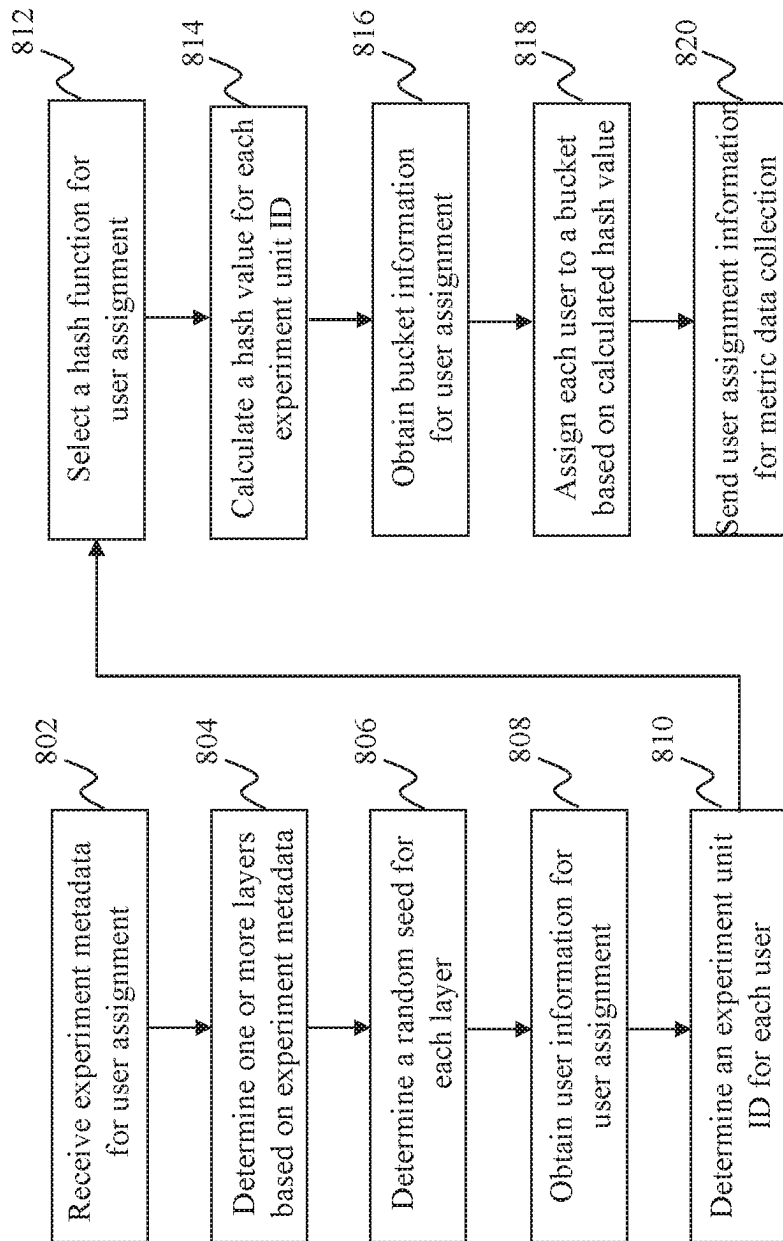 802
Receive experiment metadata
for user assignment
804
Determine one or more layers
based on experiment metadata
806
Determine a random seed for
each layer
808
Obtain user information for
user assignment
810
Determine an experiment unit
ID for each user
812
Select a hash function for
user assignment
814
Calculate a hash value for each
experiment unit ID
816
Obtain bucket information
for user assignment
818
Assign each user to a bucket
based on calculated hash value
820
Send user assignment information
for metric data collection